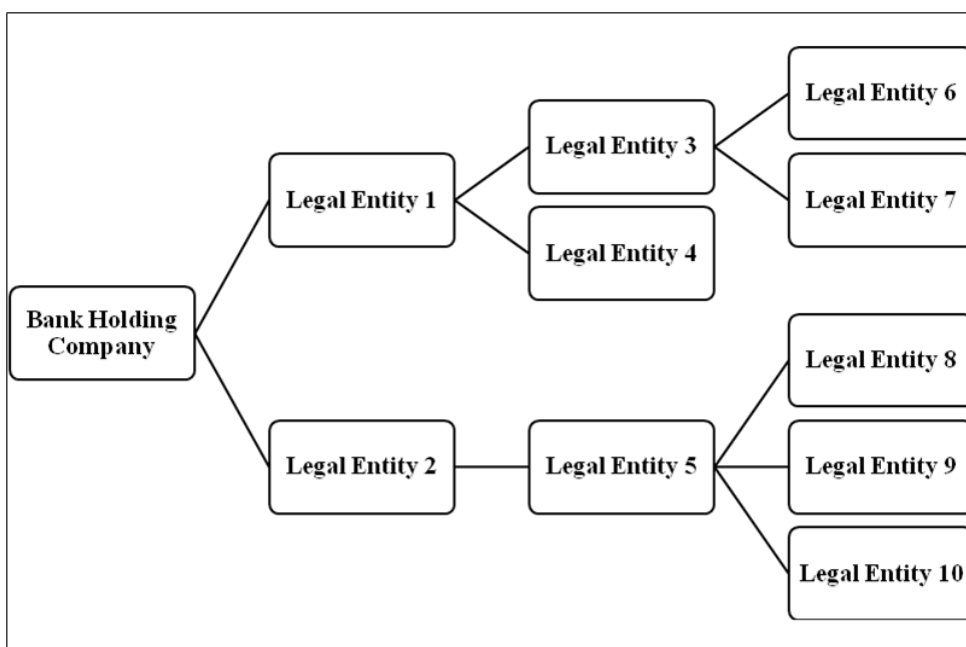 Legal Entity 6
Legal Entity 3
Legal Entity 1
Legal Entity 7
Legal Entity 4
Bank Holding
Company
Legal Entity 8
Legal Entity 2
Legal Entity 5
Legal Entity 9
Legal Entity 10